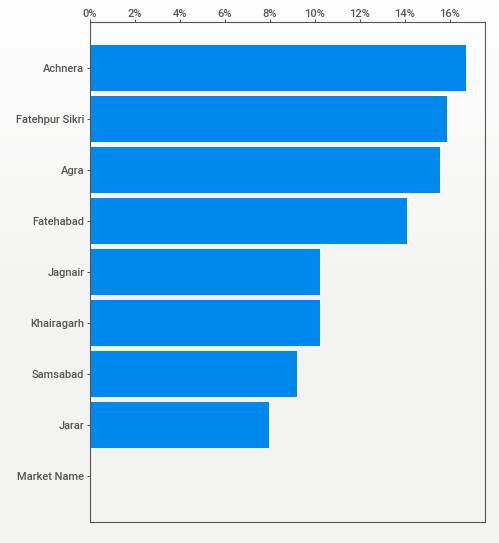 0% 2% 4% 6% 8% 10% 12% 14% 16%
Achnera
Fatehpur Sikri
Agra
Fatehabad
Jagnair
Khairagarh
Samsabad
Jarar
Market Name